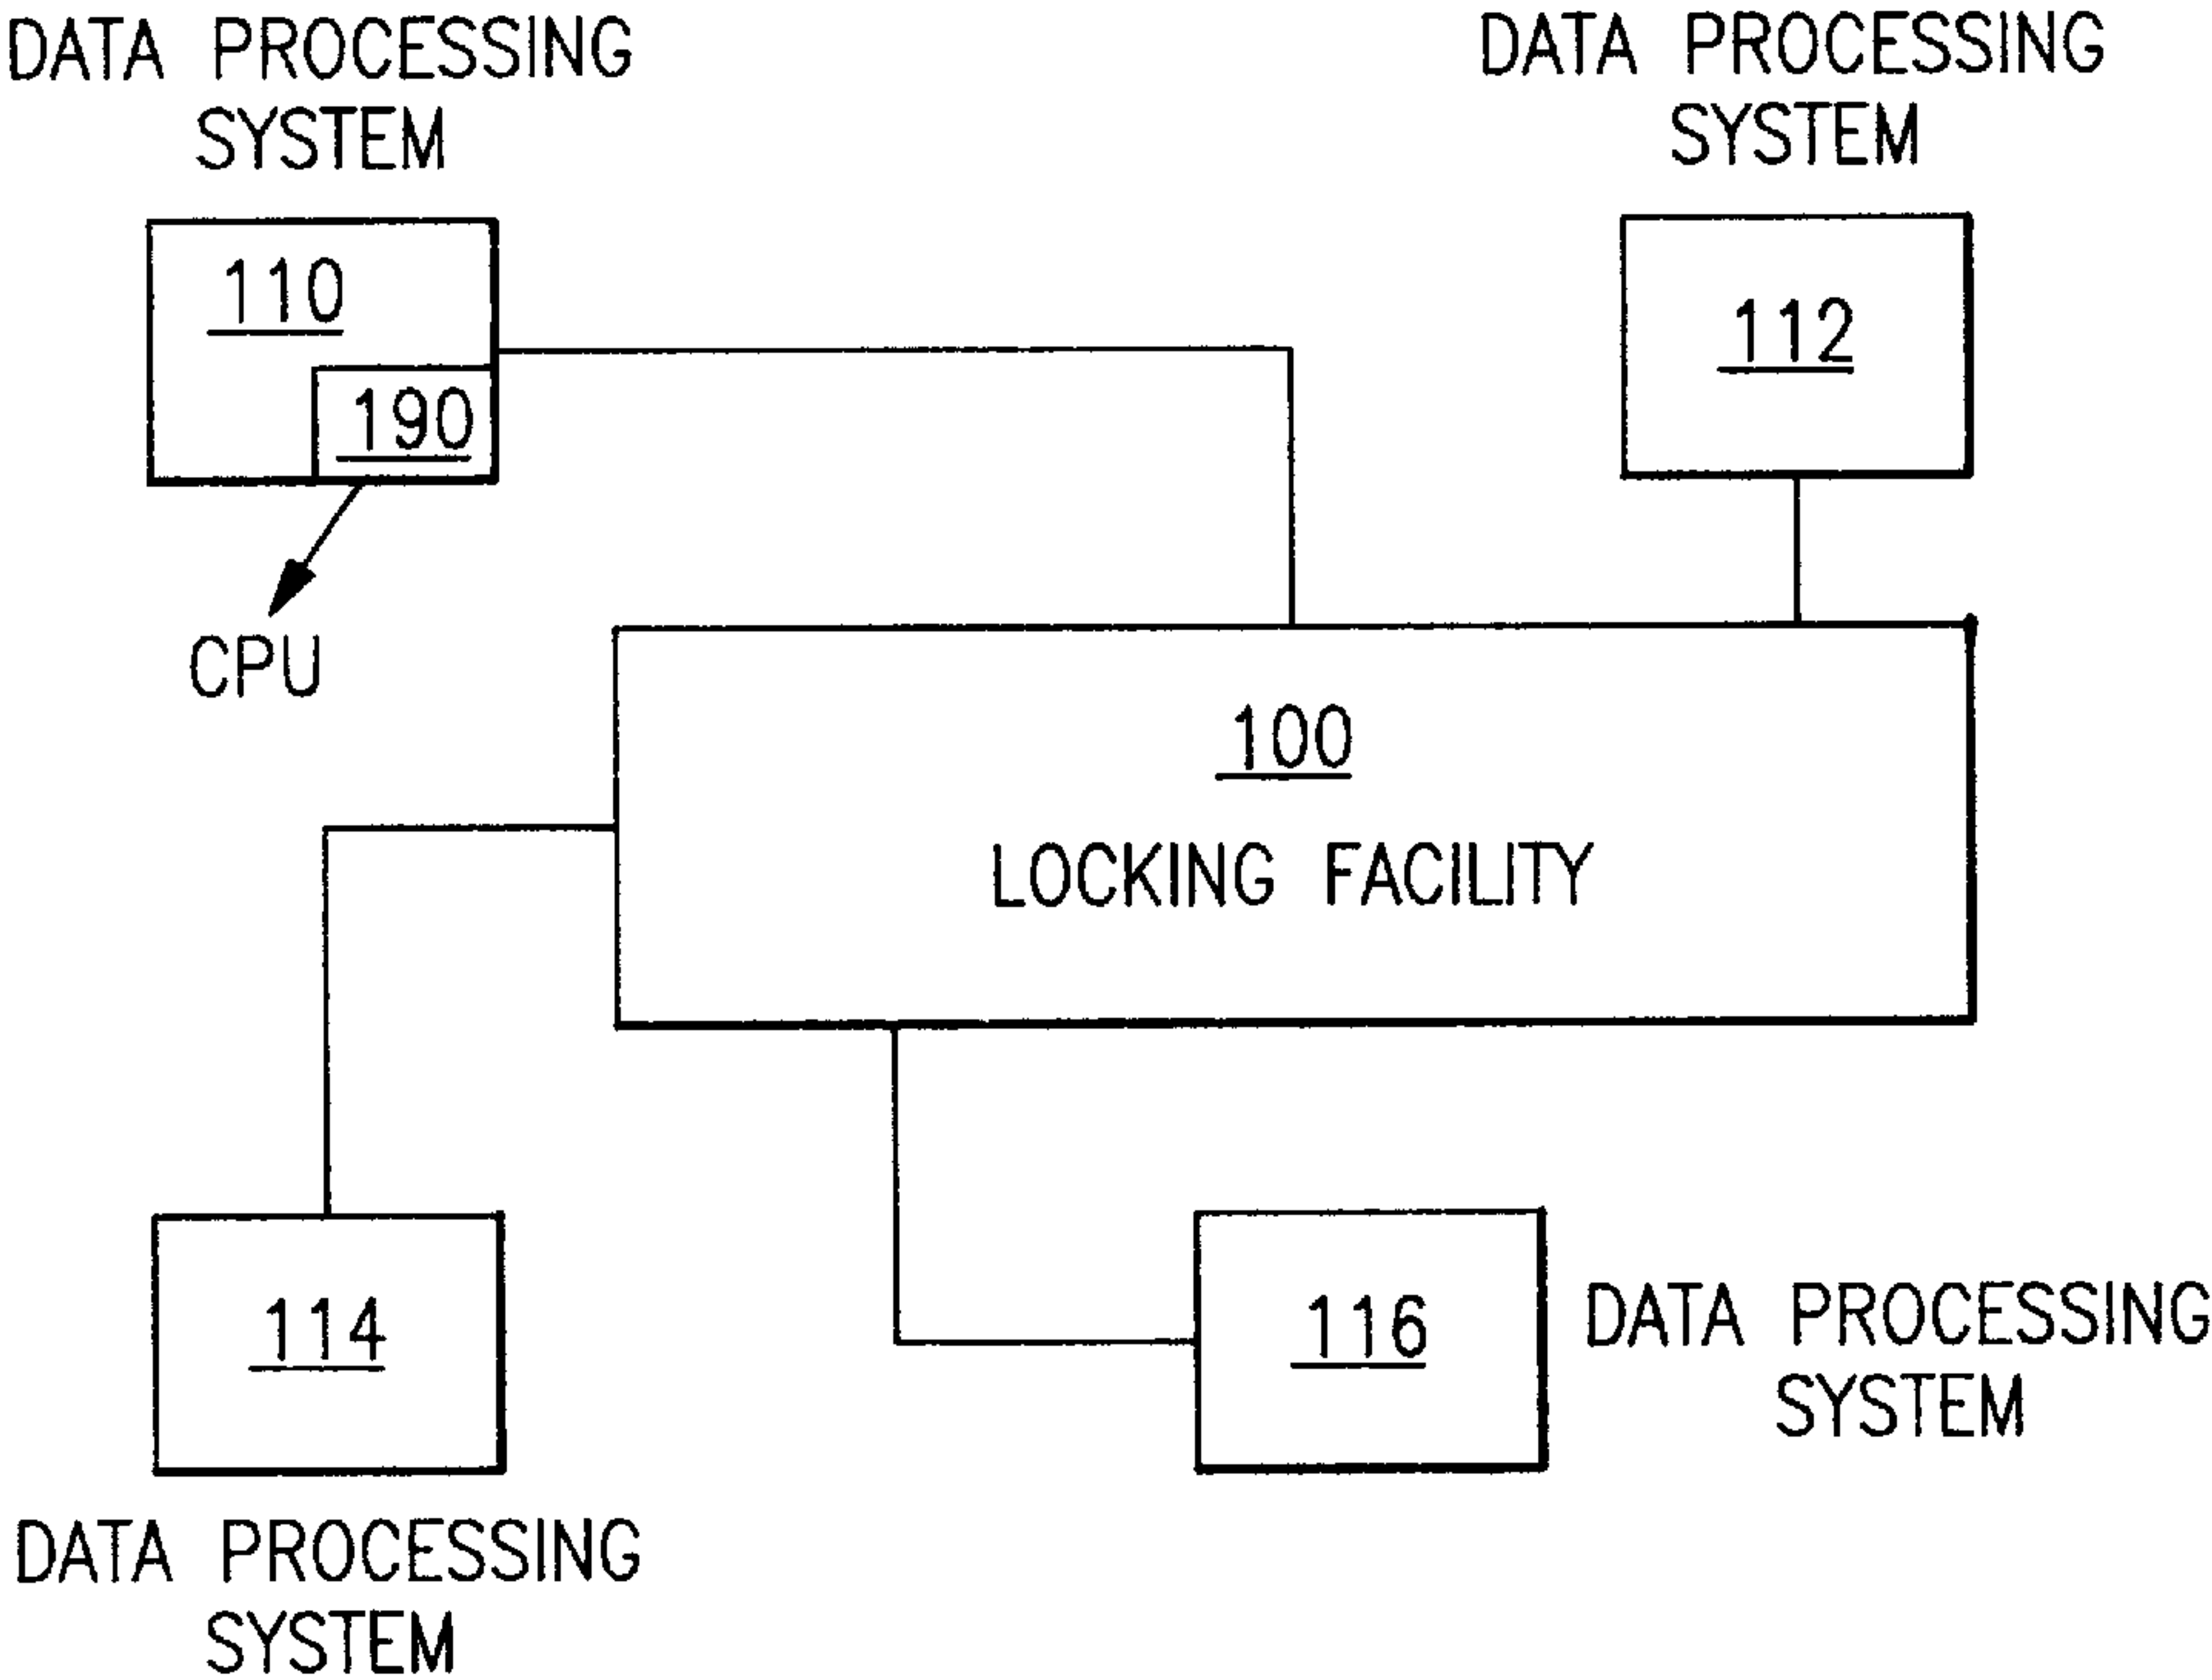 DATA PROCESSING
SYSTEM
DATA PROCESSING
SYSTEM
110
190
CPU
112
100
LOCKING FACILITY
114
DATA PROCESSING
SYSTEM
116
DATA PROCESSING
SYSTEM